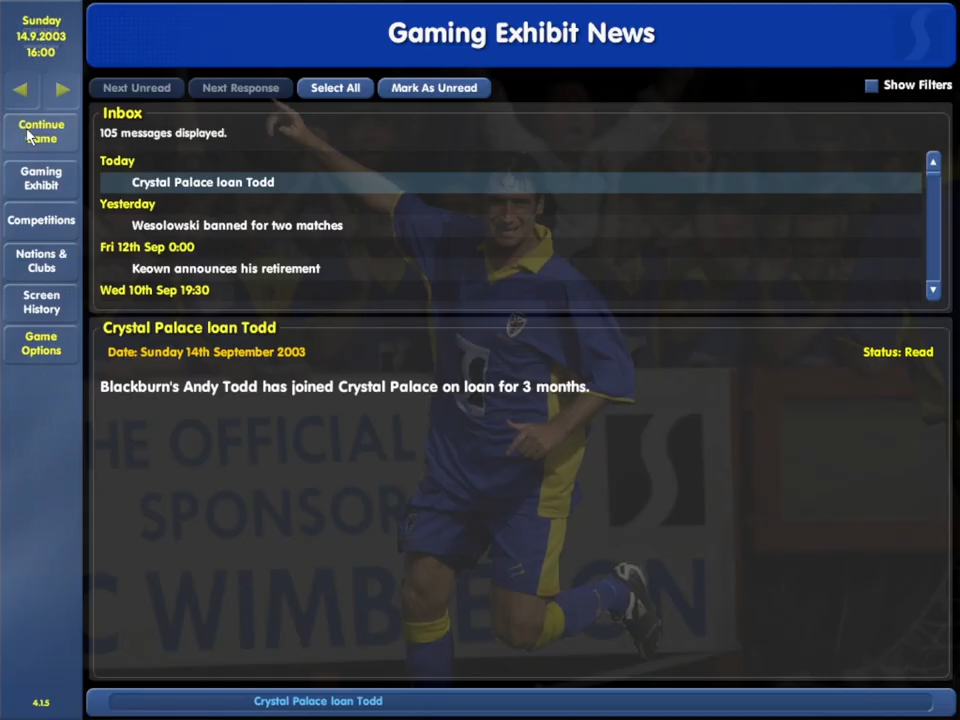 Sunday
14.9.2003
16:00
Continue
Game
Gaming
Exhibit
Competitions
Nations &
Clubs
Screen
History
Game
Options
4.1.5
Gaming Exhibit News
Next Unread
Next Response
Select All
Mark As Unread
Show Filters
Inbox
105 messages displayed.
Today
Crystal Palace loan Todd
Yesterday
Wesolowski banned for two matches
Fri 12th Sep 0:00
Keown announces his retirement
Wed 10th Sep 19:30
Crystal Palace loan Todd
Date: Sunday 14th September 2003
Status: Read
Blackburn's Andy Todd has joined Crystal Palace on loan for 3 months.
HE OFFICIAL
SPONSOR
C WIMBLEDON
Crystal Palace loan Todd